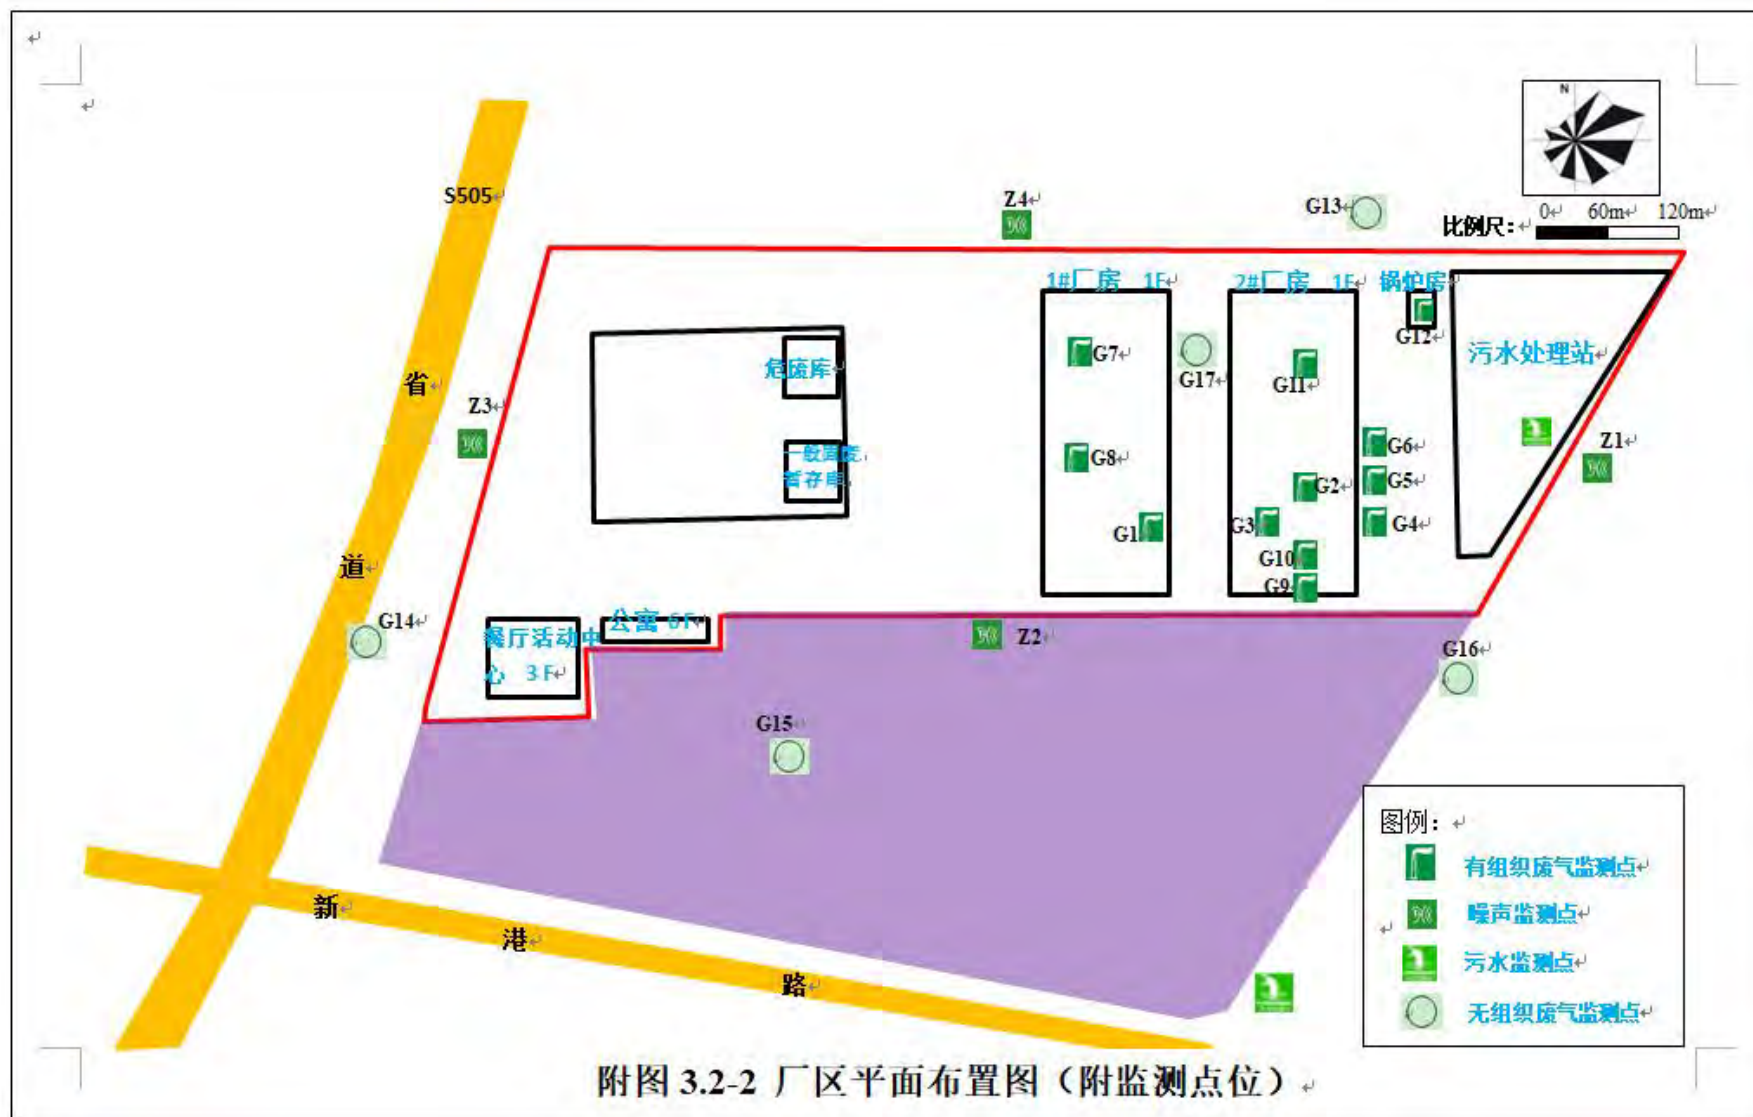 N
S505
Z4
G13
0 60m 120m
比例尺：
1#厂房 1F
2#厂房 1F
锅炉房
G12
污水处理站
G7
G17
G11
危废库
省
Z3
Z1
G6
G8
一般固废
暂存库
G5
G2
G3
G4
G1
G10
G9
道
G14
公寓 6F
餐厅活动中
心 3F
Z2
G16
G15
图例：
有组织废气监测点
噪声监测点
污水监测点
无组织废气监测点
新
港
路
附图 3.2-2 厂区平面布置图（附监测点位）